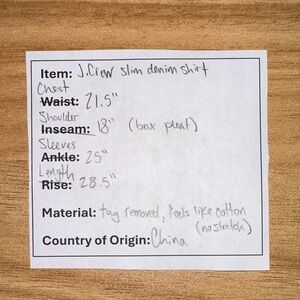 Item: J.Crew slim denim shirt
Chest
Waist: 21.5"
Shoulder
Inseam: 18" (box pleat)
Sleeves
Ankle: 25"
Length
Rise: 28.5"
Material: tag removed, feels like cotton
(no stretch)
Country of Origin: China